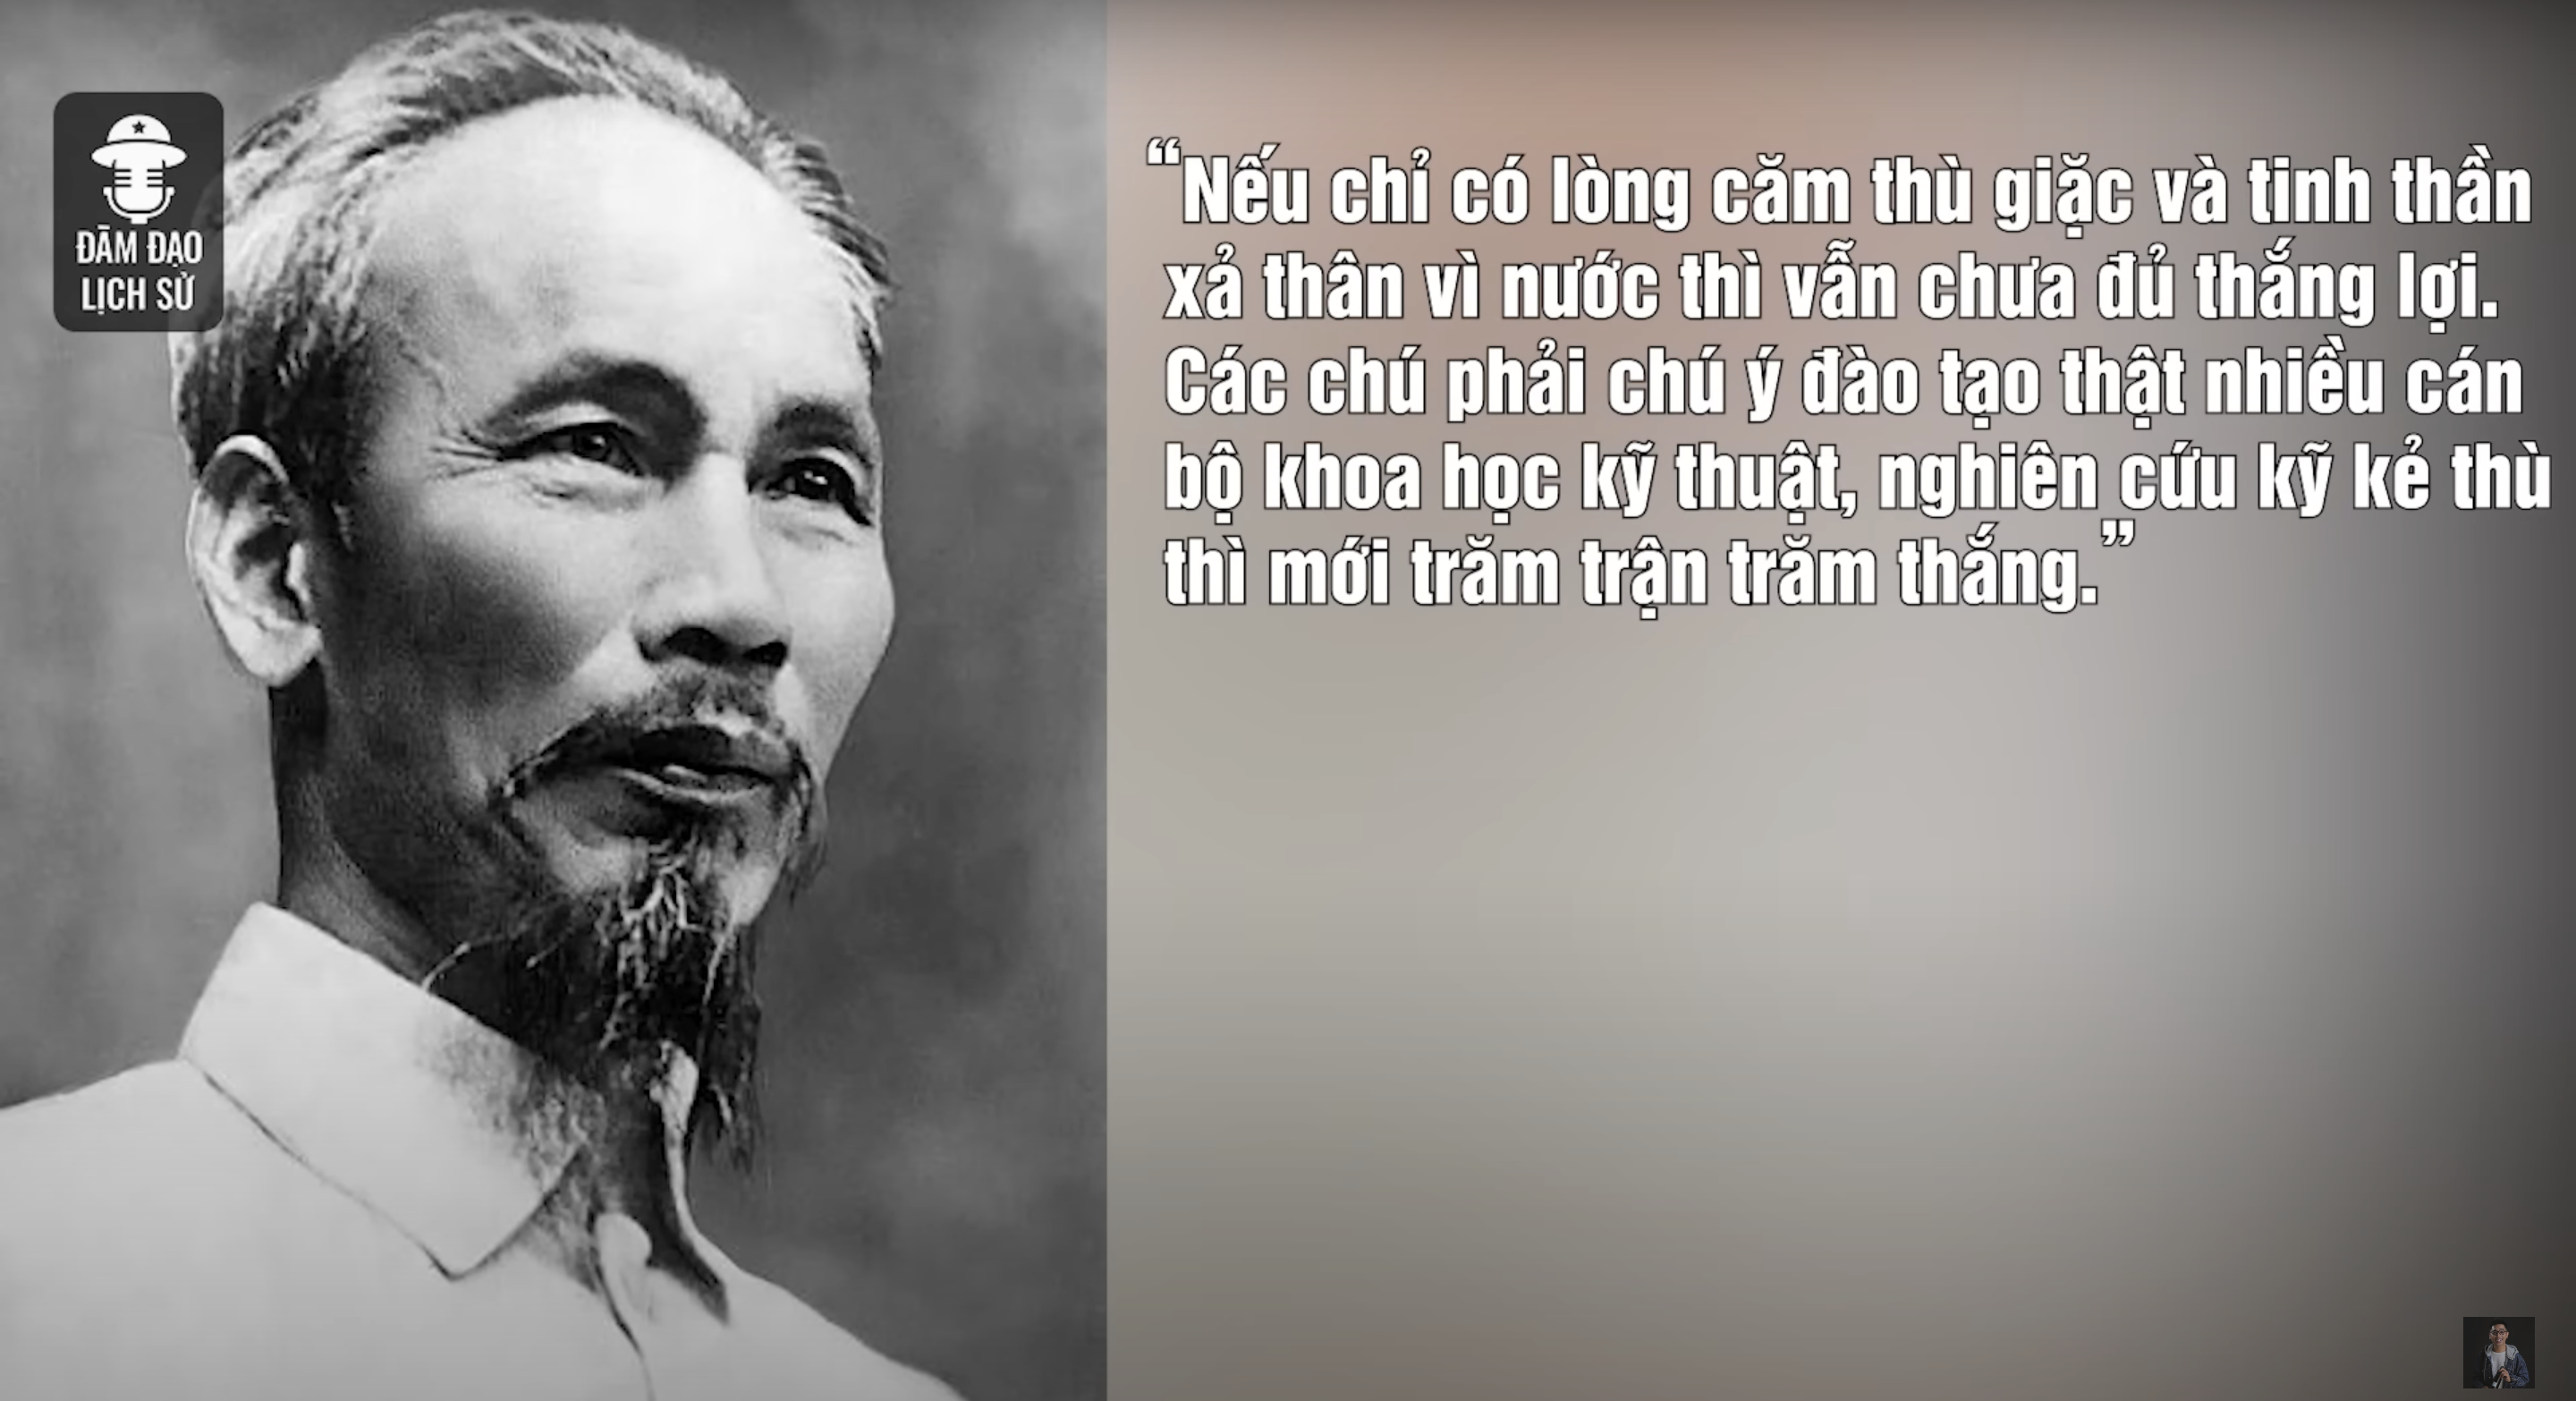 ĐÀM ĐẠO
LỊCH SỬ
“Nếu chỉ có lòng căm thù giặc và tinh thần
xả thân vì nước thì vẫn chưa đủ thắng lợi.
Các chú phải chú ý đào tạo thật nhiều cán
bộ khoa học kỹ thuật, nghiên cứu kỹ kẻ thù
thì mới trăm trận trăm thắng.”